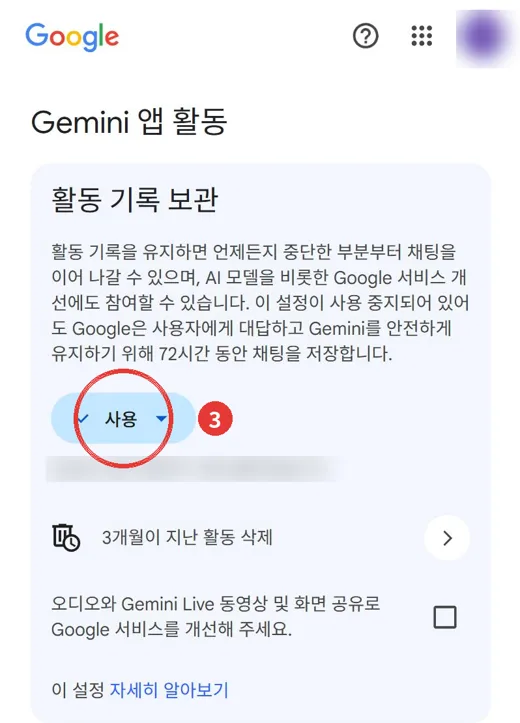 Google
Gemini 앱 활동
활동 기록 보관
활동 기록을 유지하면 언제든지 중단한 부분부터 채팅을
이어 나갈 수 있으며, AI 모델을 비롯한 Google 서비스 개
선에도 참여할 수 있습니다. 이 설정이 사용 중지되어 있어
도 Google은 사용자에게 대답하고 Gemini를 안전하게
유지하기 위해 72시간 동안 채팅을 저장합니다.
사용
3
3개월이 지난 활동 삭제
오디오와 Gemini Live 동영상 및 화면 공유로
Google 서비스를 개선해 주세요.
이 설정 자세히 알아보기